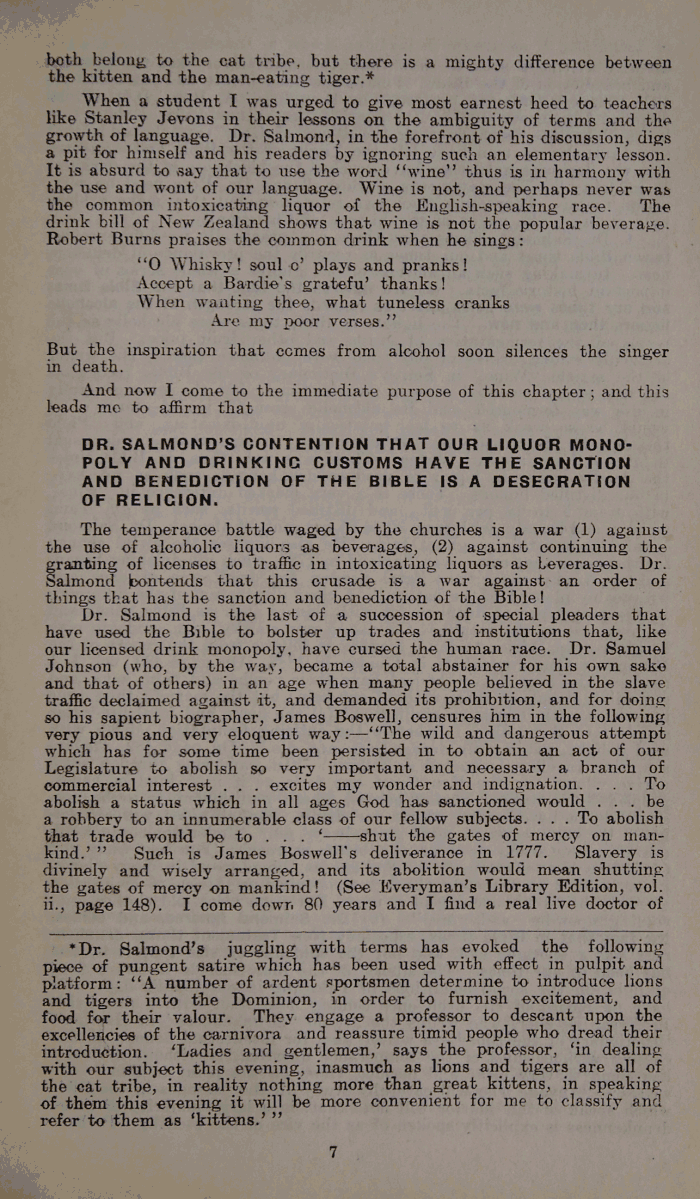 both belong to the cat tribe, but there is a mighty difference between
the kitten and the man-eating tiger.*
When a student I was urged to give most earnest heed to teachers
like Stanley Jevons in their lessons on the ambiguity of terms and the
growth of language. Dr. Salmond, in the forefront of his discussion, digs
a pit for himself and his readers by ignoring such an elementary lesson.
It is absurd to say that to use the word "wine" thus is in harmony with
the use and wont of our language. Wine is not, and perhaps never was
the common intoxicating liquor of the English-speaking race. The
drink bill of New Zealand shows that wine is not the popular beverage.
Robert Burns praises the common drink when he sings:
"O Whisky! soul o' plays and pranks!
Accept a Bardie's gratefu' thanks!
When wanting thee, what tuneless cranks
Are my poor verses."
But the inspiration that comes from alcohol soon silences the singer
in death.
And now I come to the immediate purpose of this chapter; and this
leads me to affirm that
DR. SALMOND'S CONTENTION THAT OUR LIQUOR MONO-
POLY AND DRINKING CUSTOMS HAVE THE SANCTION
AND BENEDICTION OF THE BIBLE IS A DESECRATION
OF RELIGION.
The temperance battle waged by the churches is a war (1) against
the use of alcoholic liquors as beverages, (2) against continuing the
granting of licenses to traffic in intoxicating liquors as beverages. Dr.
Salmond contends that this crusade is a war against an order of
things that has the sanction and benediction of the Bible!
Dr. Salmond is the last of a succession of special pleaders that
have used the Bible to bolster up trades and institutions that, like
our licensed drink monopoly, have cursed the human race. Dr. Samuel
Johnson (who, by the way, became a total abstainer for his own sake
and that of others) in an age when many people believed in the slave
traffic declaimed against it, and demanded its prohibition, and for doing
so his sapient biographer, James Boswell, censures him in the following
very pious and very eloquent way:—"The wild and dangerous attempt
which has for some time been persisted in to obtain an act of our
Legislature to abolish so very important and necessary a branch of
commercial interest . . . excites my wonder and indignation. . . . To
abolish a status which in all ages God has sanctioned would . . . be
a robbery to an innumerable class of our fellow subjects. . . . To abolish
that trade would be to . . . '——shut the gates of mercy on man-
kind.' " Such is James Boswell's deliverance in 1777. Slavery is
divinely and wisely arranged, and its abolition would mean shutting
the gates of mercy on mankind! (See Everyman's Library Edition, vol.
ii., page 148). I come down 80 years and I find a real live doctor of
*Dr. Salmond's juggling with terms has evoked the following
piece of pungent satire which has been used with effect in pulpit and
platform: "A number of ardent sportsmen determine to introduce lions
and tigers into the Dominion, in order to furnish excitement, and
food for their valour. They engage a professor to descant upon the
excellencies of the carnivora and reassure timid people who dread their
introduction. 'Ladies and gentlemen,' says the professor, 'in dealing
with our subject this evening, inasmuch as lions and tigers are all of
the cat tribe, in reality nothing more than great kittens, in speaking
of them this evening it will be more convenient for me to classify and
refer to them as 'kittens.' "
7